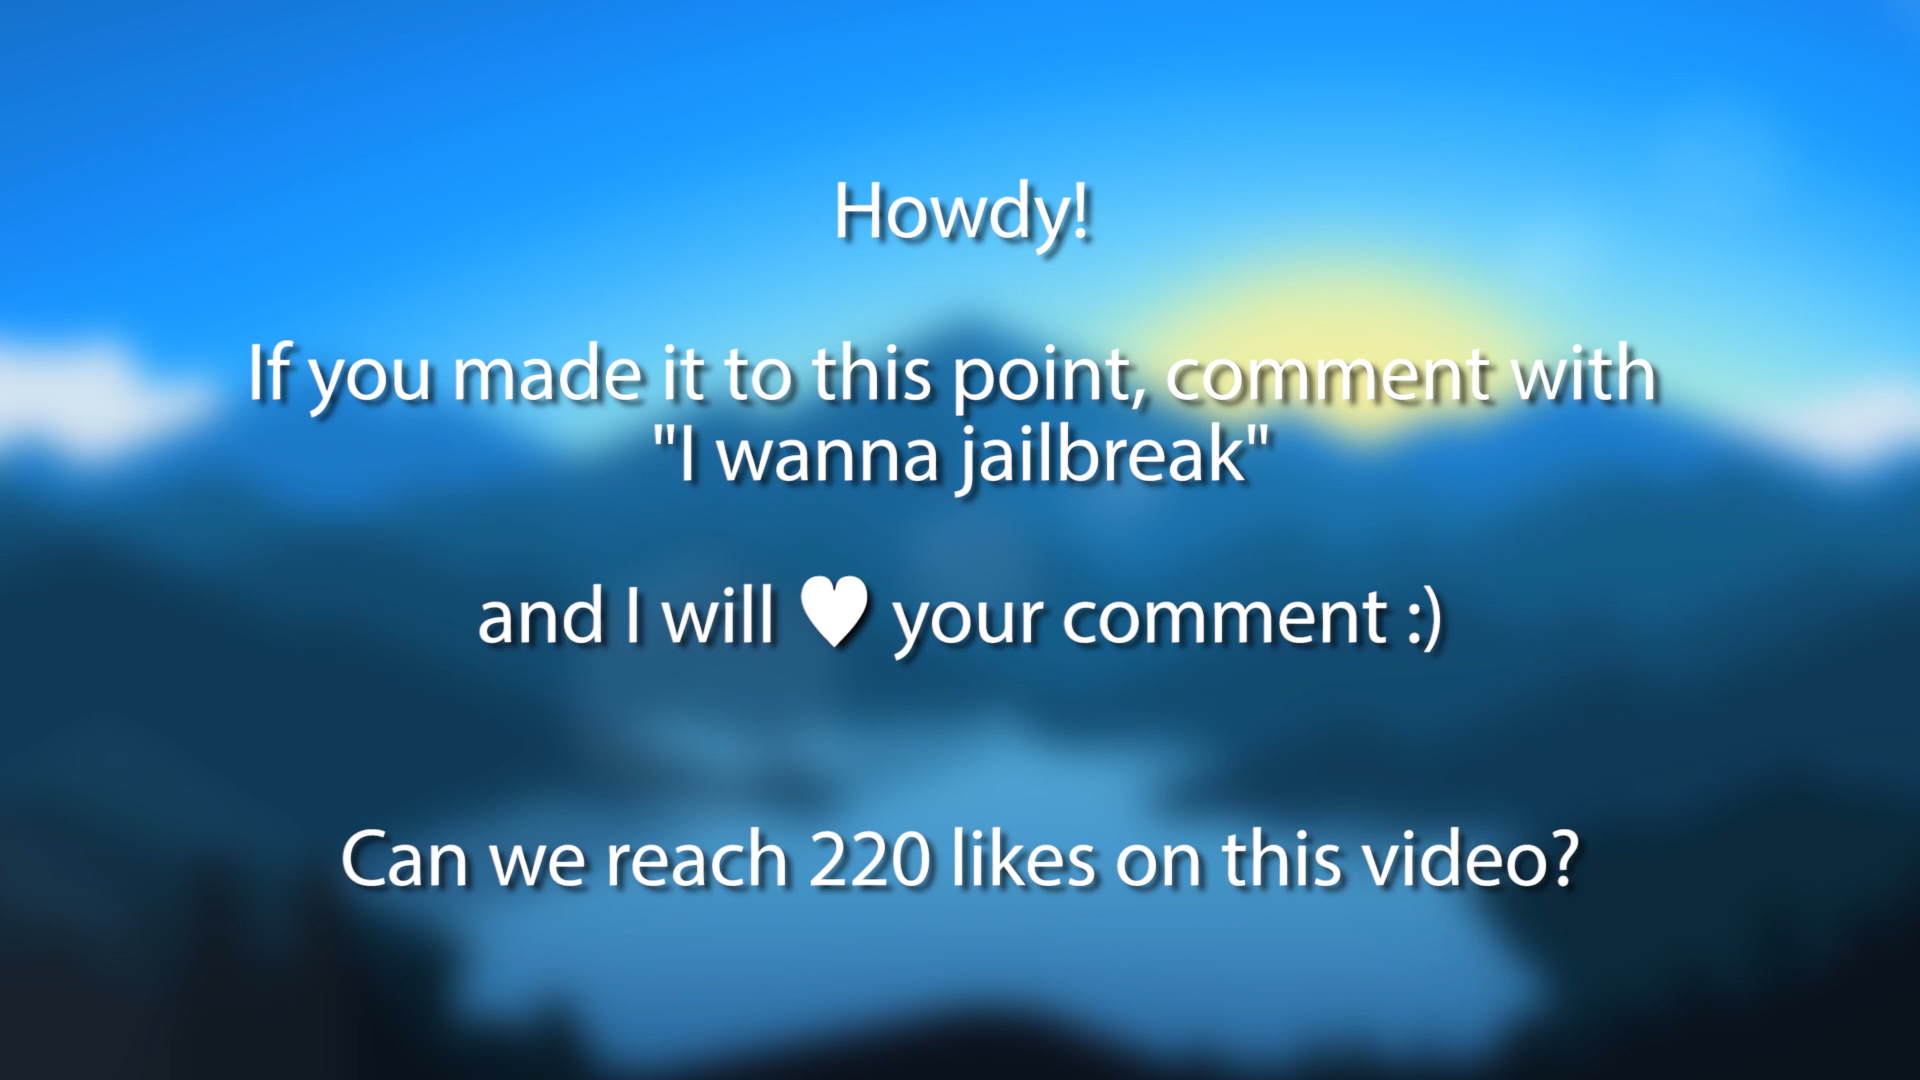 Howdy!
If you made it to this point, comment with
"I wanna jailbreak"
and I will ♥ your comment :)
Can we reach 220 likes on this video?